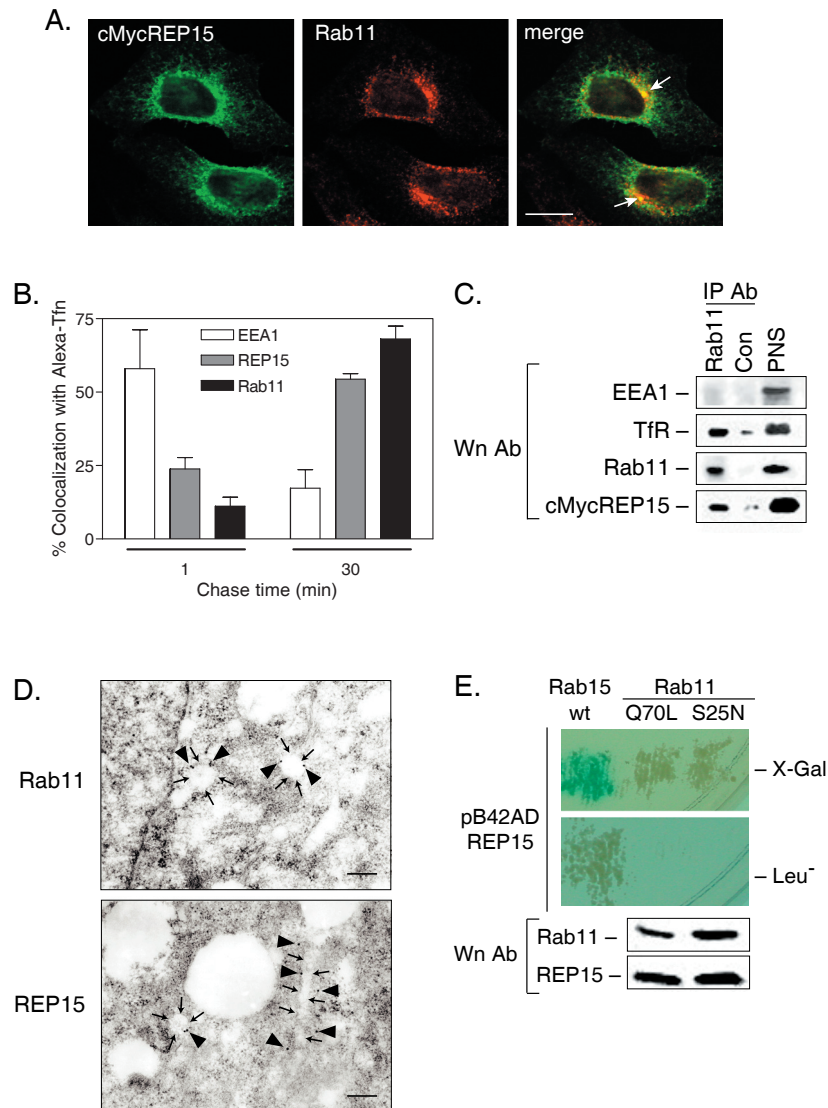 A.
cMycREP15
Rab11
merge
B.
% Colocalization with Alexa-Tfn
75
50
25
0
EEA1
REP15
Rab11
1
30
Chase time (min)
C.
IP Ab
Rab11
Con
PNS
Wn Ab
EEA1 –
TfR –
Rab11 –
cMycREP15 –
D.
Rab11
REP15
E.
Rab15
wt
Rab11
Q70L
S25N
pB42AD
REP15
– X-Gal
– Leu⁻
Wn Ab
Rab11 –
REP15 –